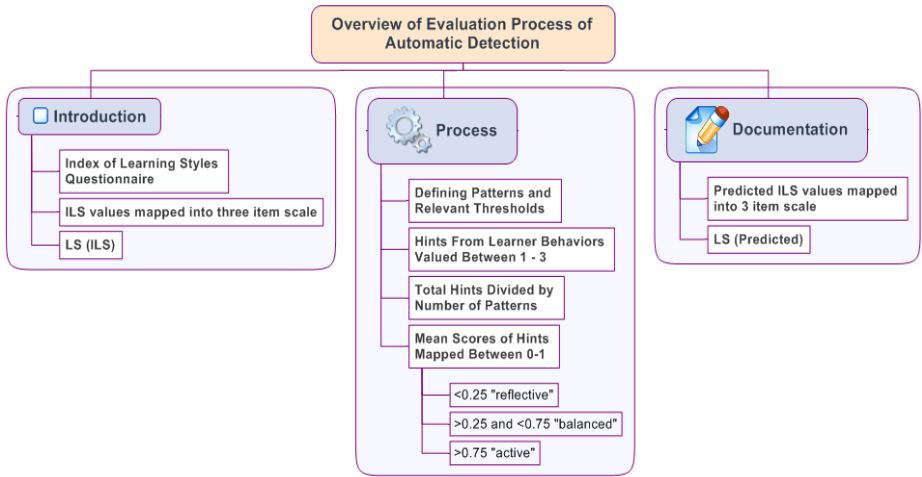 Overview of Evaluation Process of
Automatic Detection
Introduction
Index of Learning Styles
Questionnaire
ILS values mapped into three item scale
LS (ILS)
Process
Defining Patterns and
Relevant Thresholds
Hints From Learner Behaviors
Valued Between 1 - 3
Total Hints Divided by
Number of Patterns
Mean Scores of Hints
Mapped Between 0-1
<0.25 "reflective"
>0.25 and <0.75 "balanced"
>0.75 "active"
Documentation
Predicted ILS values mapped
into 3 item scale
LS (Predicted)